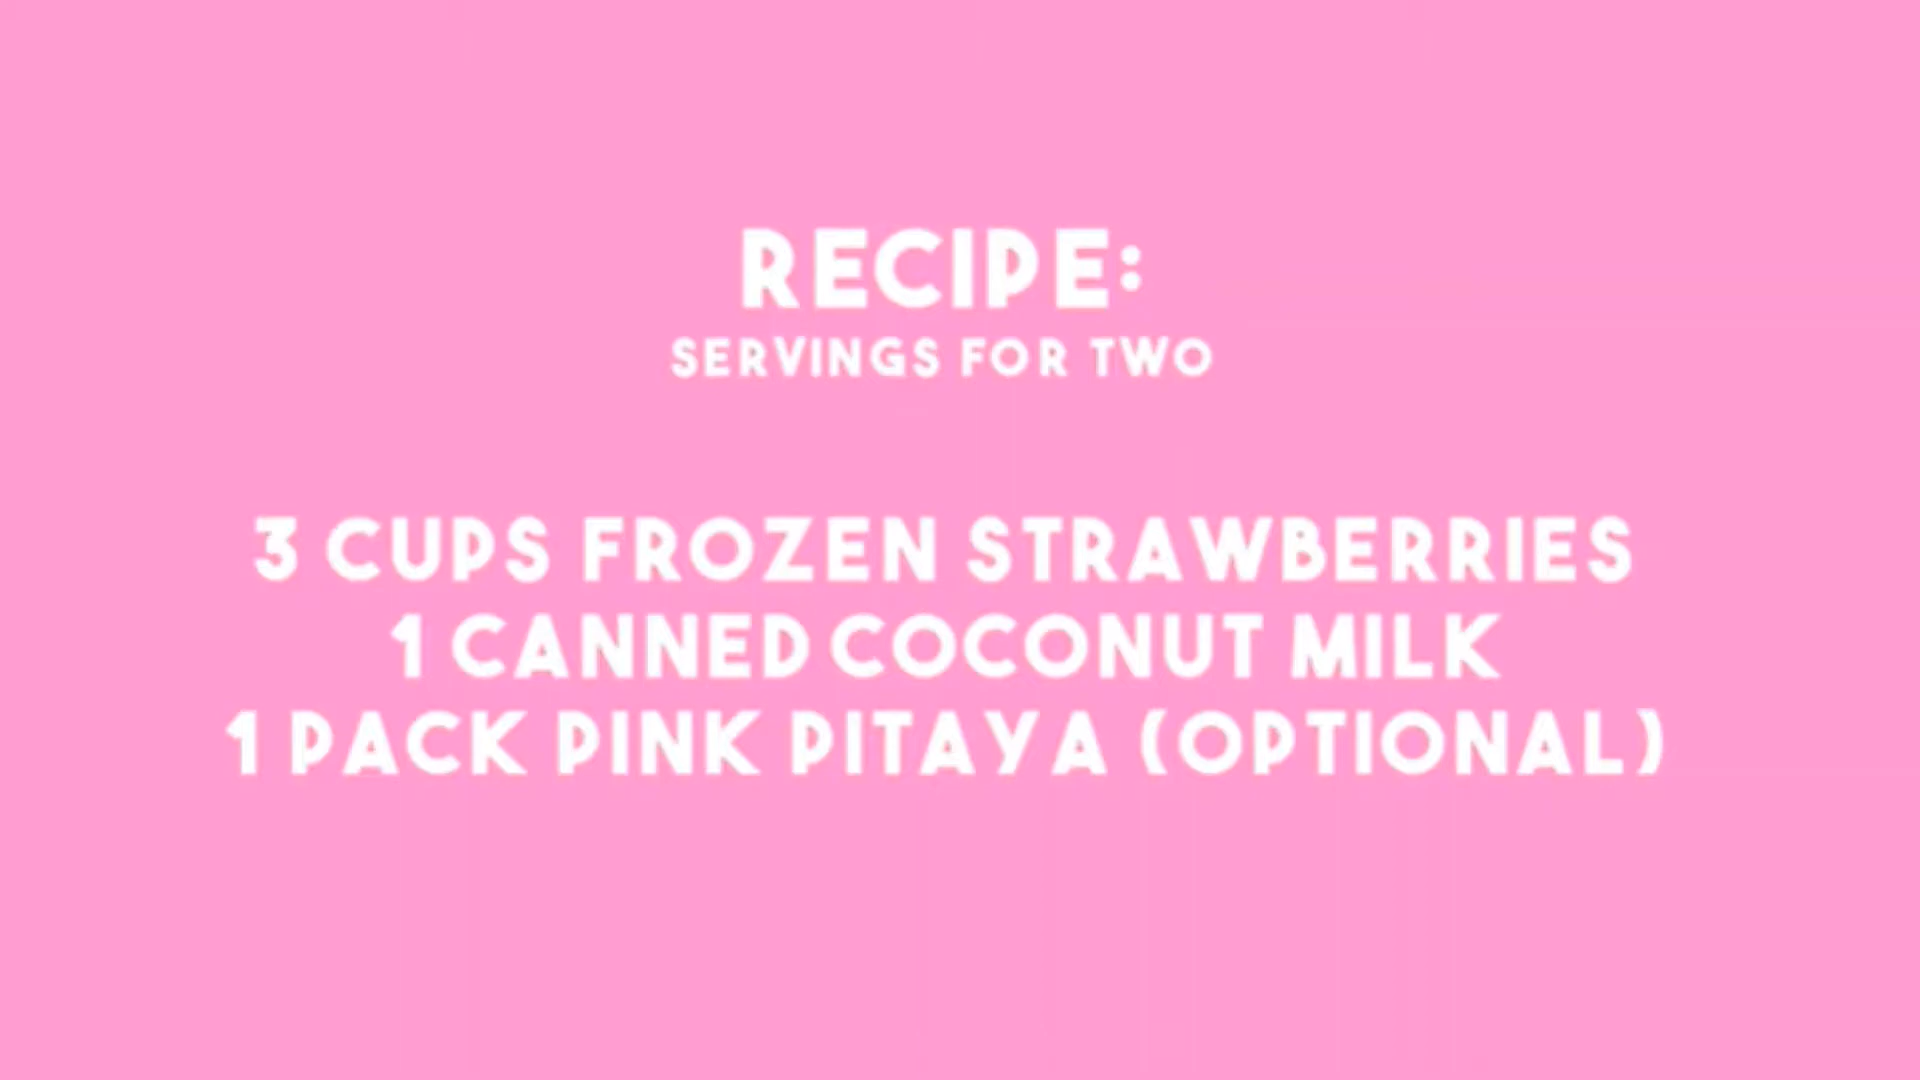 RECIPE:
SERVINGS FOR TWO
3 CUPS FROZEN STRAWBERRIES
1 CANNED COCONUT MILK
1 PACK PINK PITAYA (OPTIONAL)